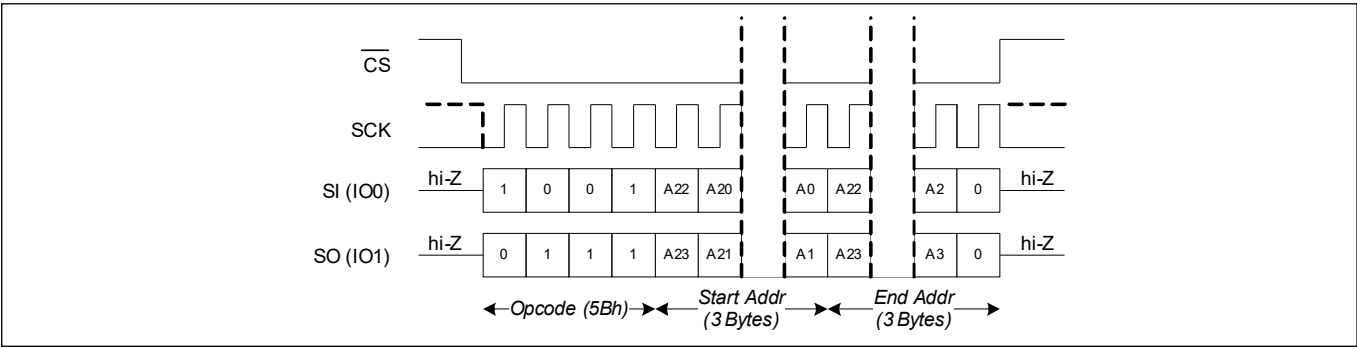 CS
SCK
SI (IO0) hi-Z 1 0 0 1 A22 A20 A0 A22 A2 0 hi-Z
SO (IO1) hi-Z 0 1 1 1 A23 A21 A1 A23 A3 0 hi-Z
Opcode (5Bh) Start Addr End Addr
(3 Bytes) (3 Bytes)